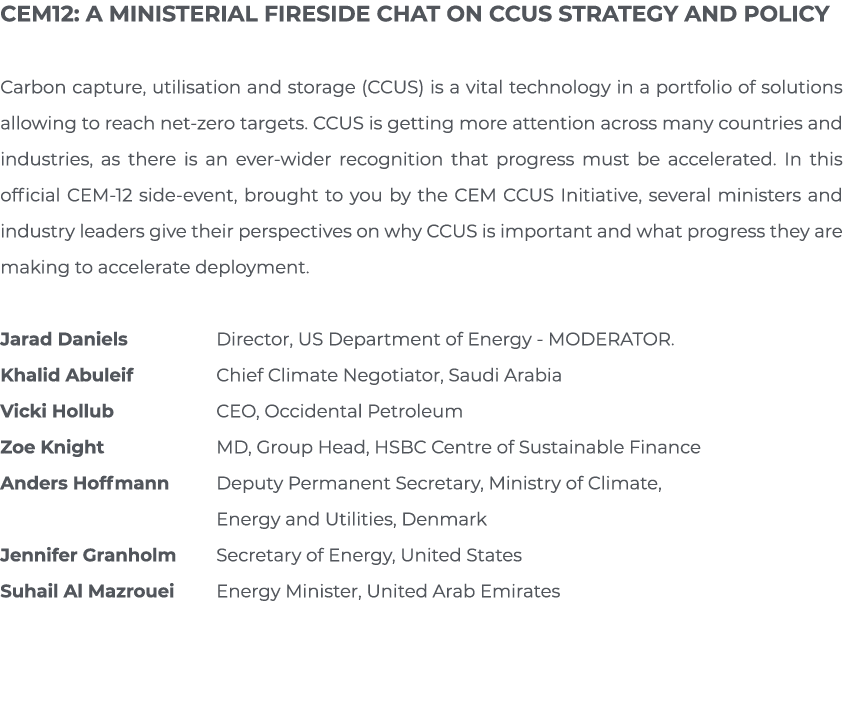 CEM12: A MINISTERIAL FIRESIDE CHAT ON CCUS STRATEGY AND POLICY
Carbon capture, utilisation and storage (CCUS) is a vital technology in a portfolio of solutions
allowing to reach net-zero targets. CCUS is getting more attention across many countries and
industries, as there is an ever-wider recognition that progress must be accelerated. In this
official CEM-12 side-event, brought to you by the CEM CCUS Initiative, several ministers and
industry leaders give their perspectives on why CCUS is important and what progress they are
making to accelerate deployment.
Jarad Daniels Director, US Department of Energy - MODERATOR.
Khalid Abuleif Chief Climate Negotiator, Saudi Arabia
Vicki Hollub CEO, Occidental Petroleum
Zoe Knight MD, Group Head, HSBC Centre of Sustainable Finance
Anders Hoffmann Deputy Permanent Secretary, Ministry of Climate,
Energy and Utilities, Denmark
Jennifer Granholm Secretary of Energy, United States
Suhail Al Mazrouei Energy Minister, United Arab Emirates